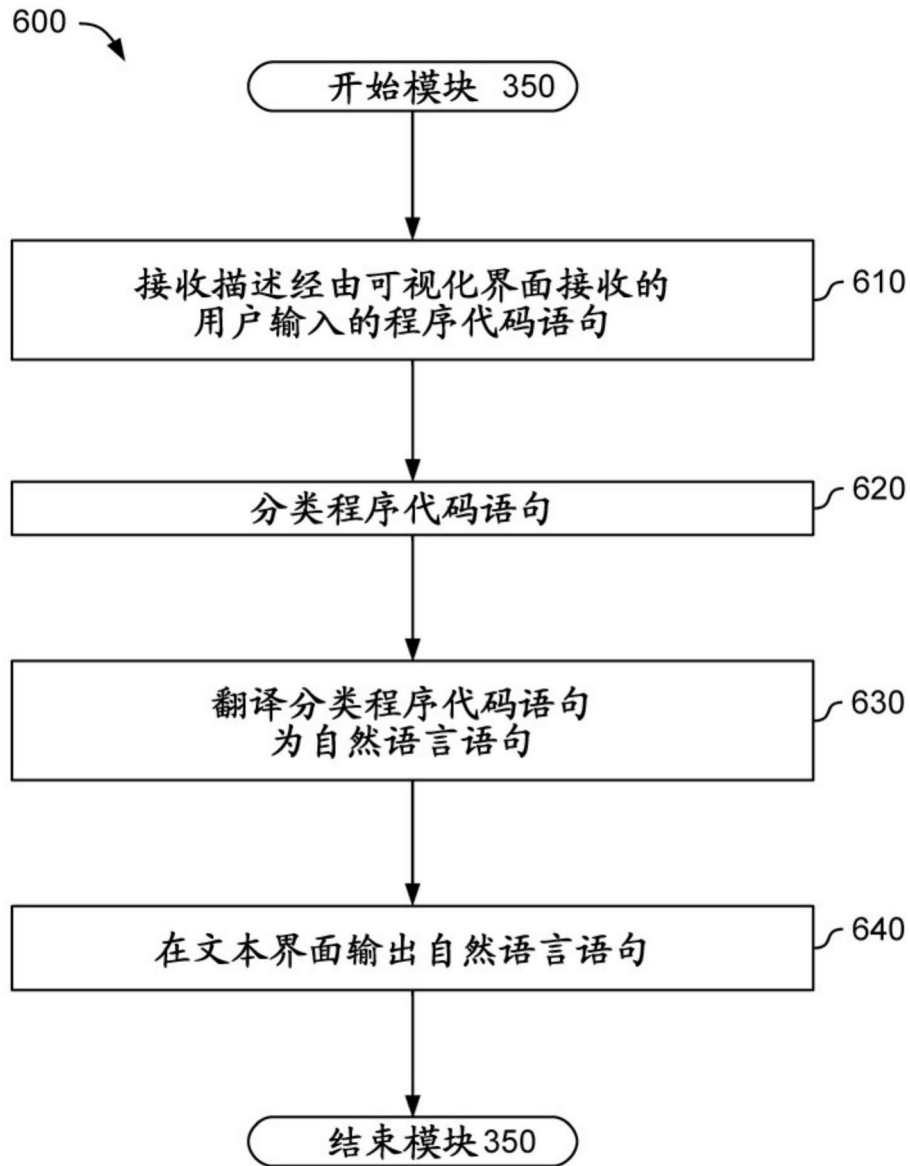 600
开始模块 350
接收描述经由可视化界面接收的
用户输入的程序代码语句
610
分类程序代码语句
620
翻译分类程序代码语句
为自然语言语句
630
在文本界面输出自然语言语句
640
结束模块350